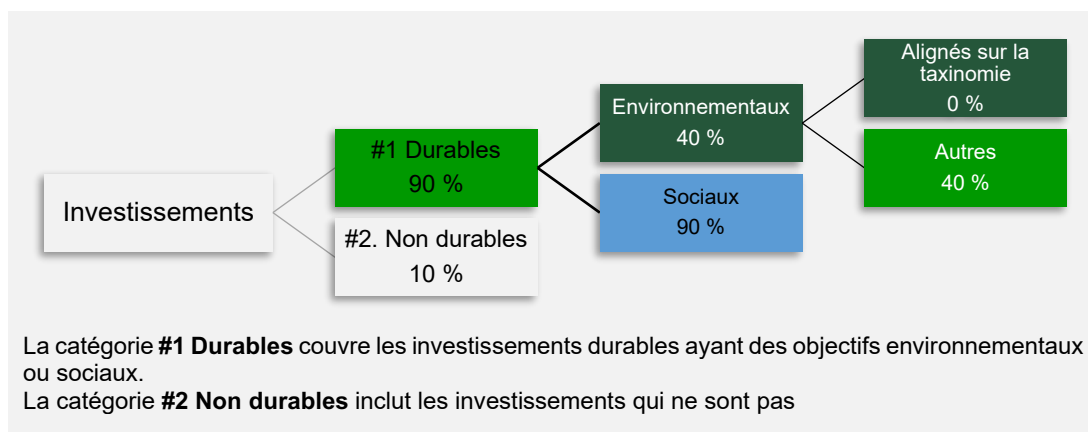 Alignés sur la
taxinomie
0 %
Environnementaux
40 %
#1 Durables
90 %
Autres
40 %
Investissements
Sociaux
90 %
#2. Non durables
10 %
La catégorie #1 Durables couvre les investissements durables ayant des objectifs environnementaux
ou sociaux.
La catégorie #2 Non durables inclut les investissements qui ne sont pas